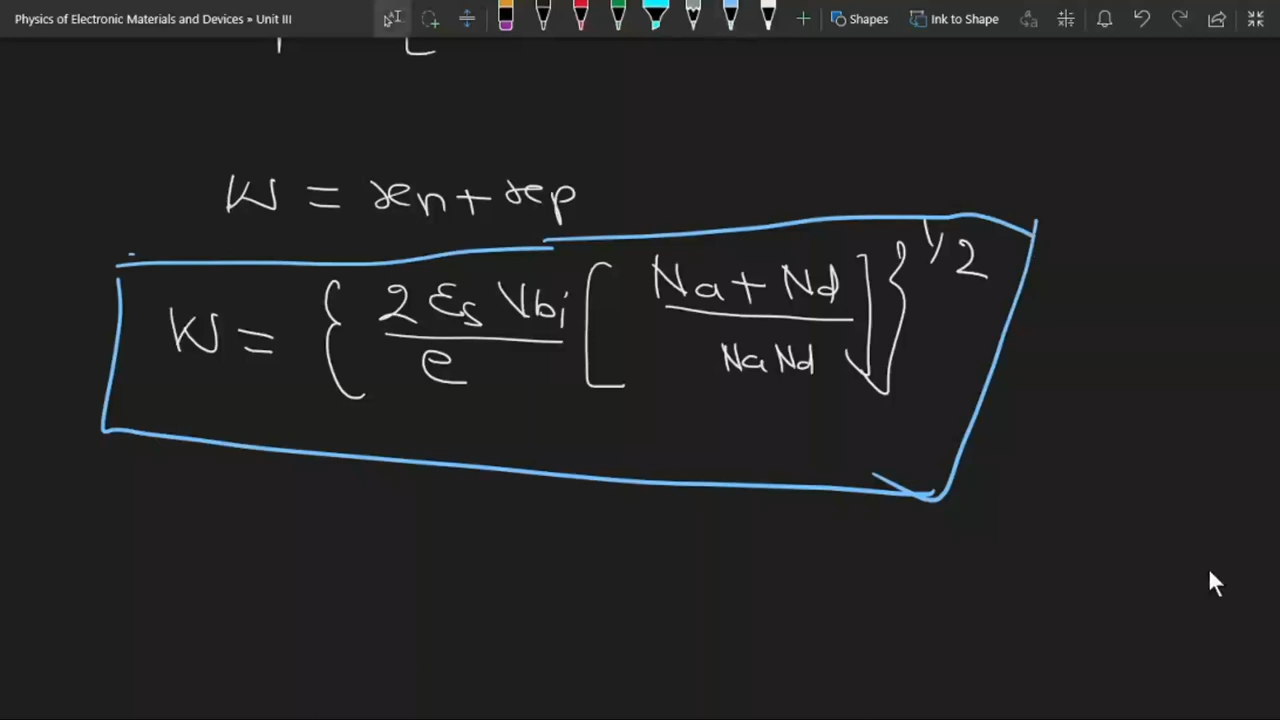 Physics of Electronic Materials and Devices » Unit III
Shapes
Ink to Shape
W = xn + xp
W = { 2 Es Vbi / e [ Na + Nd / Na Nd ] }^1/2